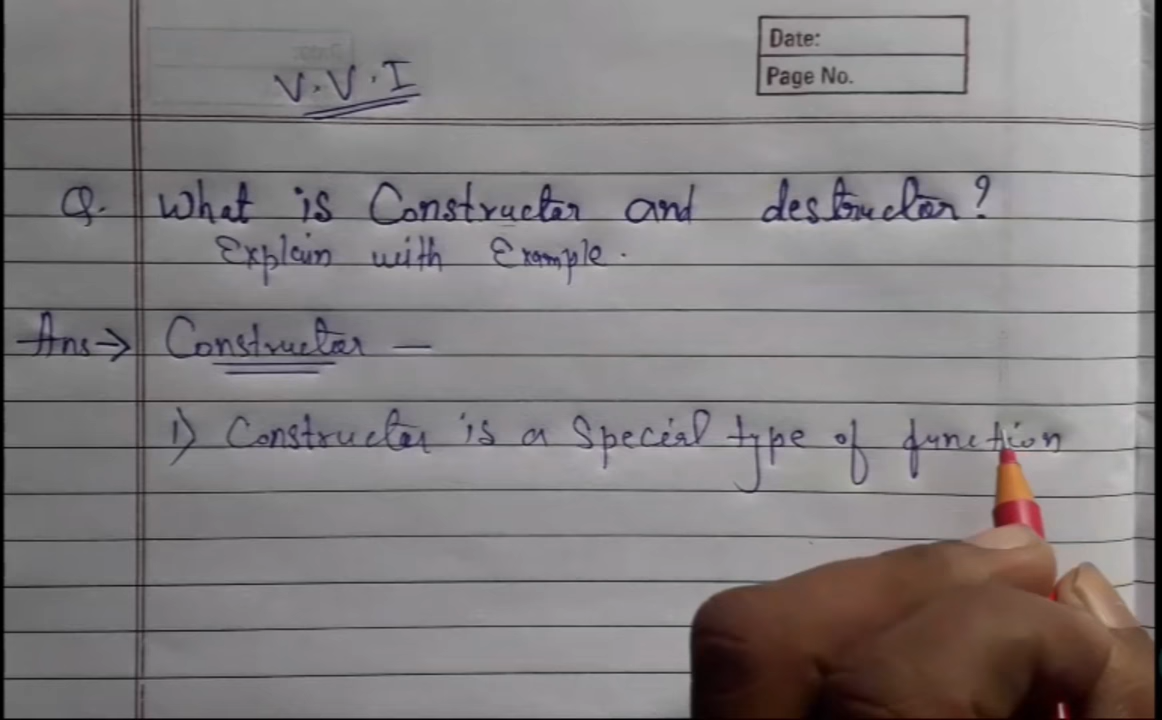 Date:
Page No.
V.V.I
Q. What is Constructor and destructor?
Explain with Example.
Ans→ Constructor —
1) Constructor is a Special type of function